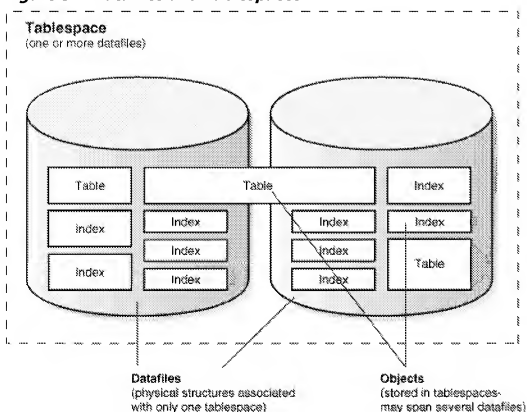 Tablespace
(one or more datafiles)
Table
Table
Index
Index
Index
Index
Index
Index
Index
Index
Table
Index
Index
Index
Datafiles
(physical structures associated
with only one tablespace)
Objects
(stored in tablespaces-
may span several datafiles)